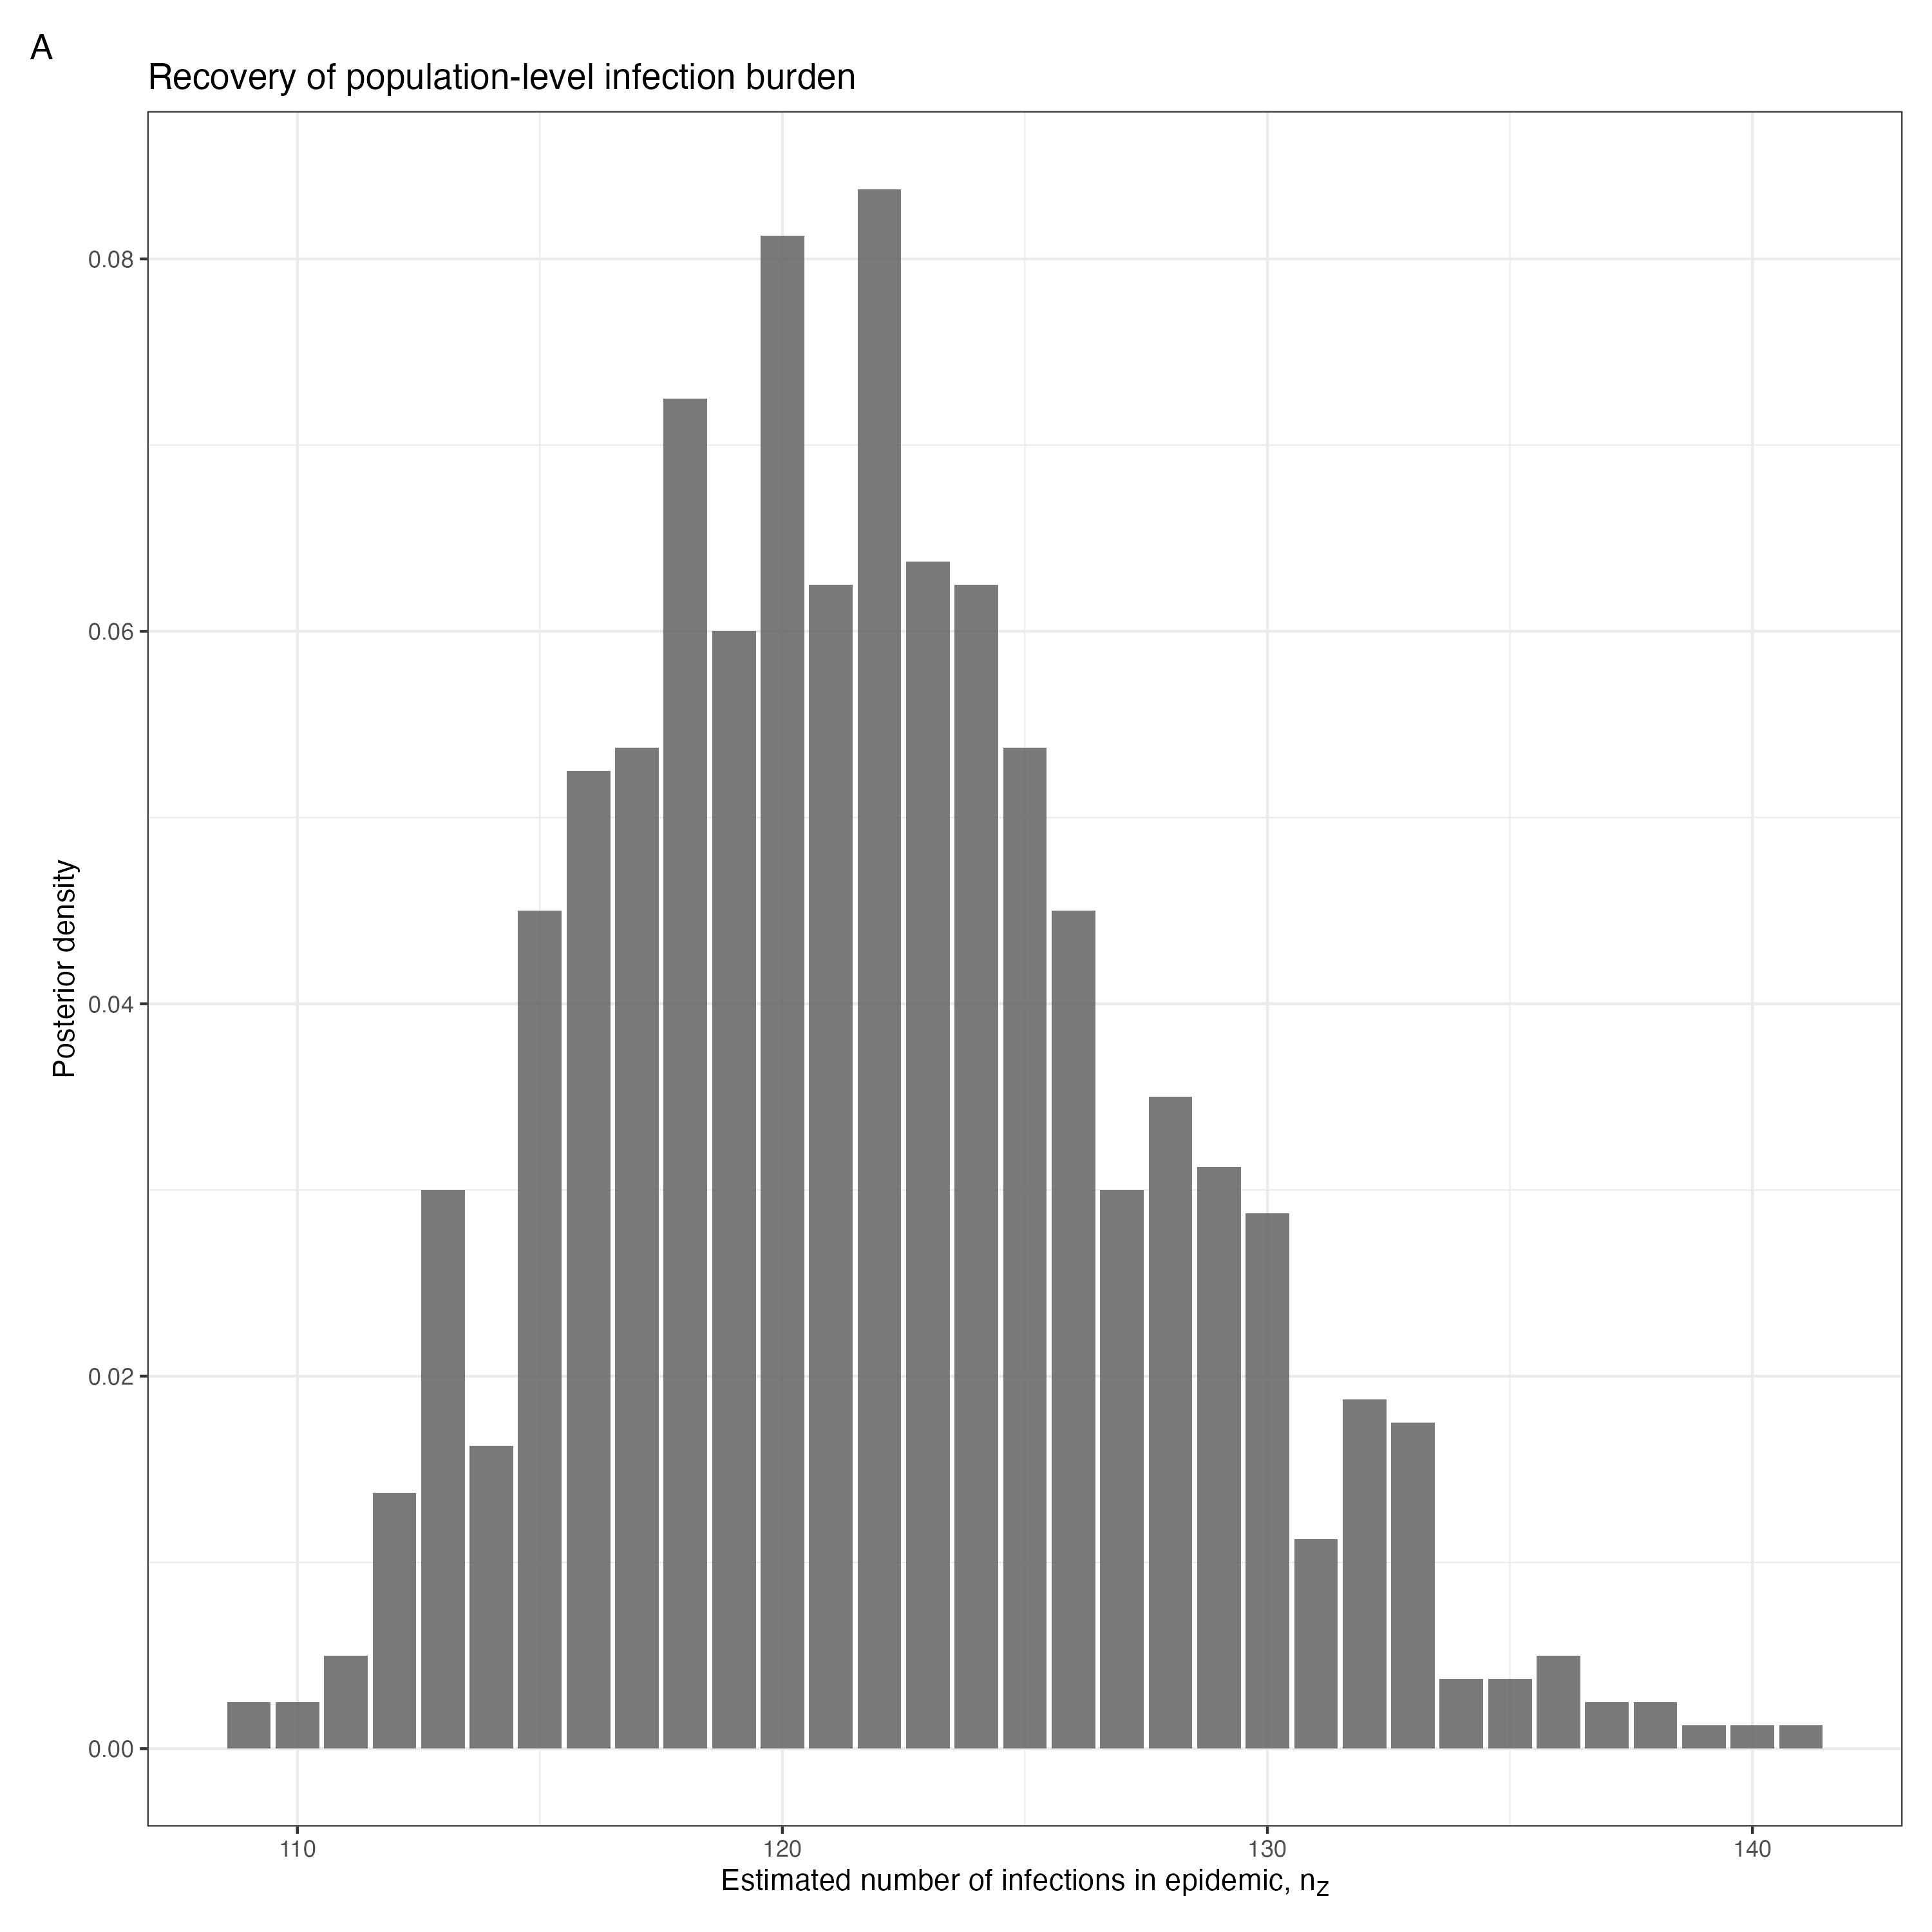 A
Recovery of population-level infection burden
Posterior density
0.08
0.06
0.04
0.02
0.00
110 120 130 140
Estimated number of infections in epidemic, nZ